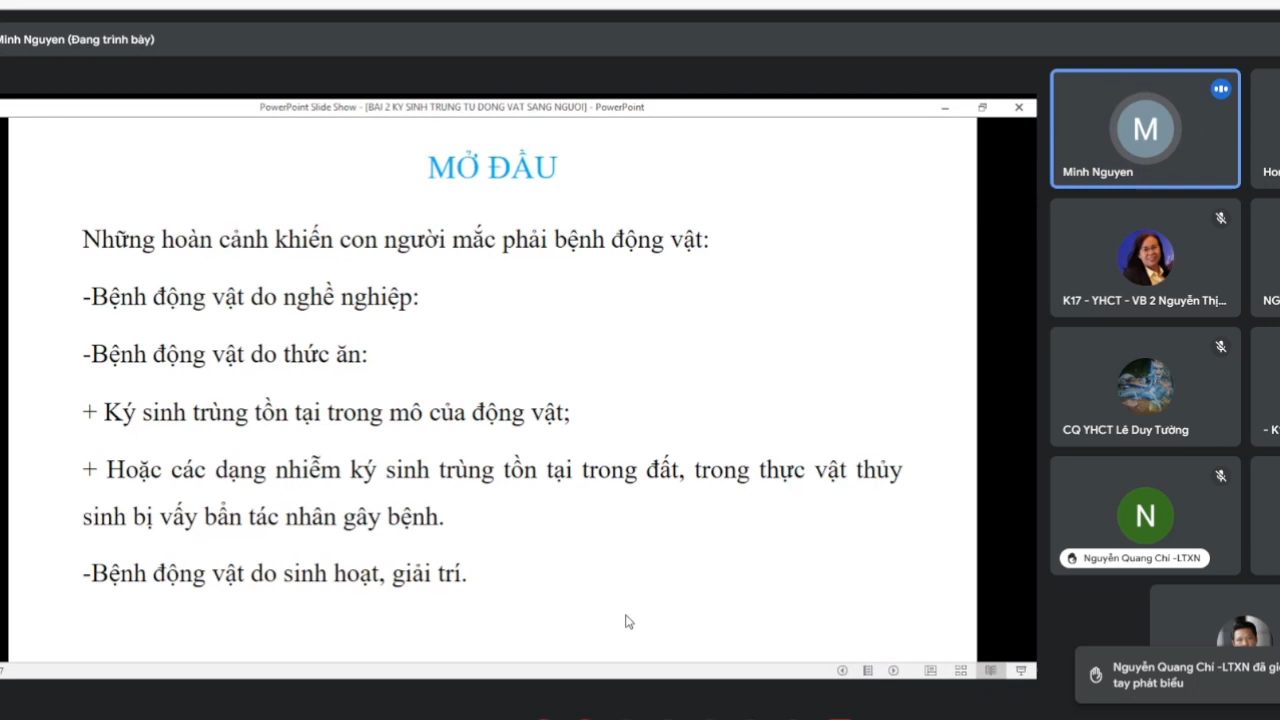 Minh Nguyen (Đang trình bày)
PowerPoint Slide Show - [BAI 2 KY SINH TRUNG TU DONG VAT SANG NGUOI] - PowerPoint
MỞ ĐẦU
Những hoàn cảnh khiến con người mắc phải bệnh động vật:
-Bệnh động vật do nghề nghiệp:
-Bệnh động vật do thức ăn:
+ Ký sinh trùng tồn tại trong mô của động vật;
+ Hoặc các dạng nhiễm ký sinh trùng tồn tại trong đất, trong thực vật thủy
sinh bị vấy bẩn tác nhân gây bệnh.
-Bệnh động vật do sinh hoạt, giải trí.
M
Minh Nguyen
K17 - YHCT - VB 2 Nguyễn Thị...
NG
CQ YHCT Lê Duy Tường
N
Nguyễn Quang Chí -LTXN
Nguyễn Quang Chí -LTXN đã
tay phát biểu